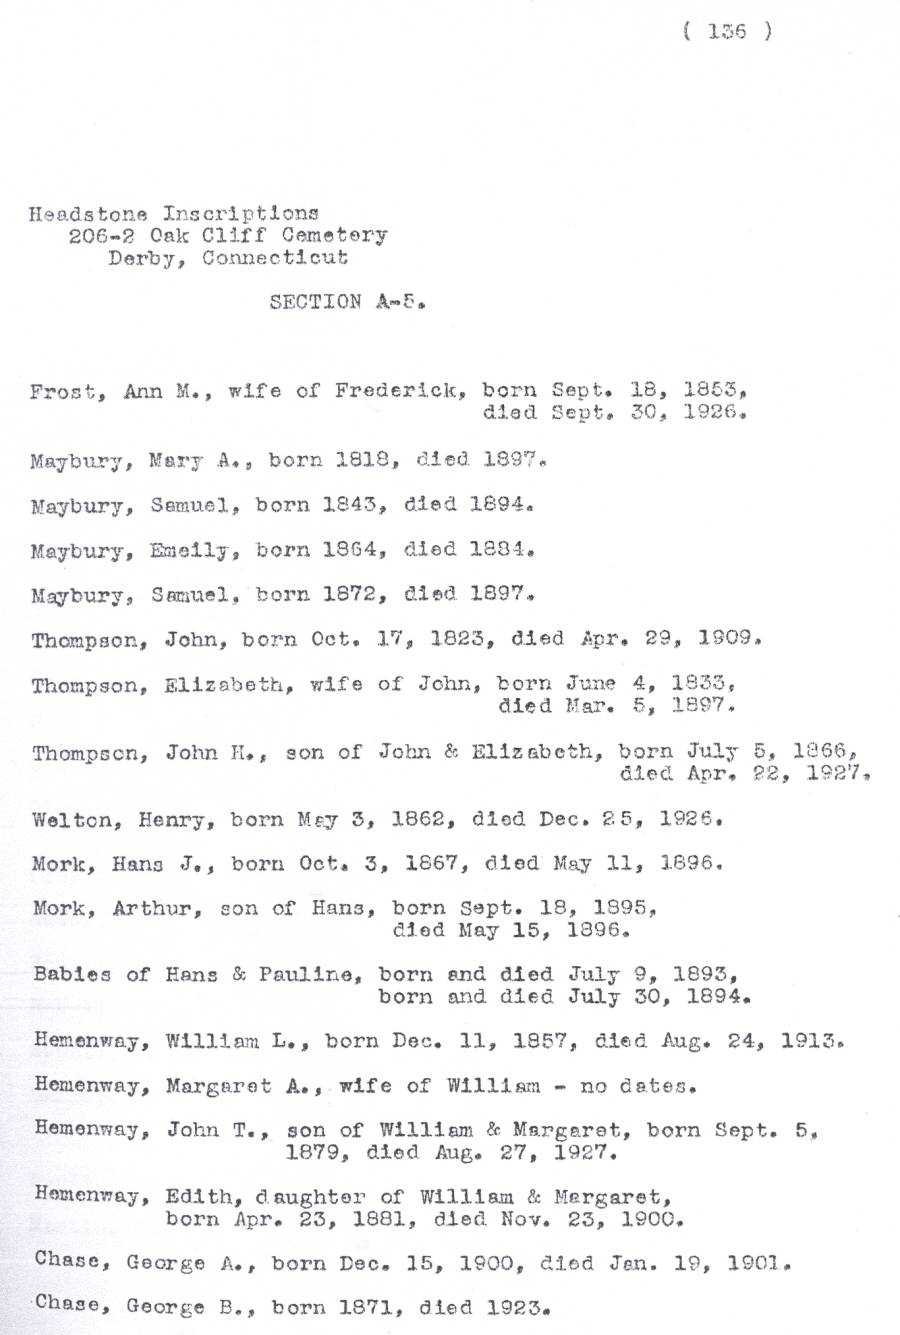 ( 136 )
Headstone Inscriptions
206-2 Oak Cliff Cemetery
Derby, Connecticut
SECTION A-5.
Frost, Ann M., wife of Frederick, born Sept. 18, 1853,
died Sept. 30, 1926.
Maybury, Mary A., born 1818, died 1897.
Maybury, Samuel, born 1843, died 1894.
Maybury, Emeily, born 1864, died 1884.
Maybury, Samuel, born 1872, died 1897.
Thompson, John, born Oct. 17, 1823, died Apr. 29, 1909.
Thompson, Elizabeth, wife of John, born June 4, 1833,
died Mar. 5, 1897.
Thompson, John H., son of John & Elizabeth, born July 5, 1866,
died Apr. 22, 1927.
Welton, Henry, born May 3, 1862, died Dec. 25, 1926.
Mork, Hans J., born Oct. 3, 1867, died May 11, 1896.
Mork, Arthur, son of Hans, born Sept. 18, 1895,
died May 15, 1896.
Babies of Hans & Pauline, born and died July 9, 1893,
born and died July 30, 1894.
Hemenway, William L., born Dec. 11, 1857, died Aug. 24, 1913.
Hemenway, Margaret A., wife of William - no dates.
Hemenway, John T., son of William & Margaret, born Sept. 5,
1879, died Aug. 27, 1927.
Hemenway, Edith, daughter of William & Margaret,
born Apr. 23, 1881, died Nov. 23, 1900.
Chase, George A., born Dec. 15, 1900, died Jan. 19, 1901.
Chase, George B., born 1871, died 1923.